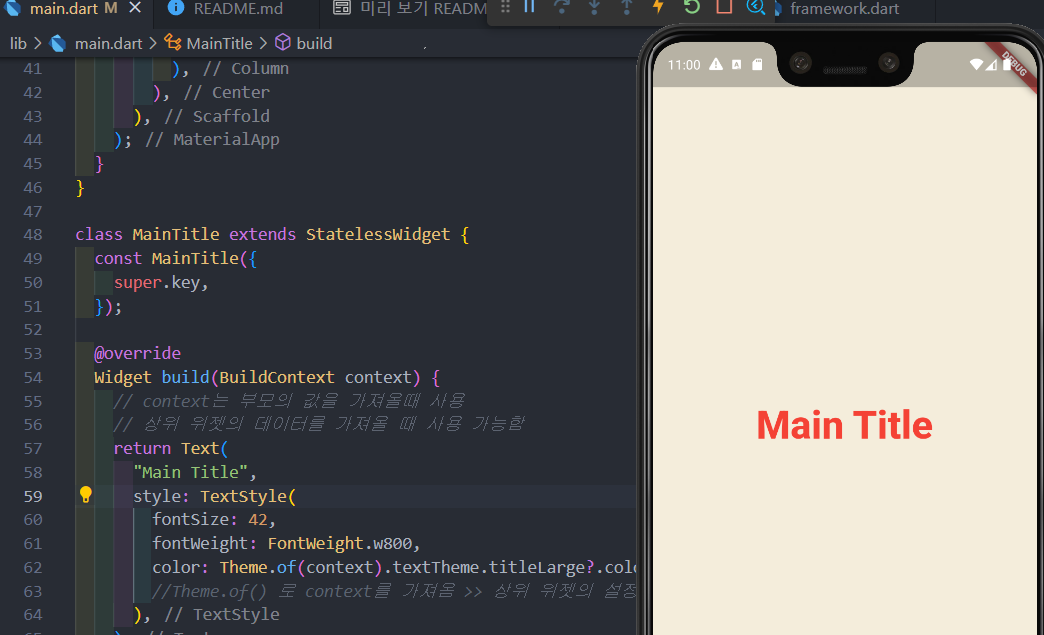 main.dart M README.md 미리 보기 READM framework.dart
lib > main.dart > MainTitle > build
41 ), // Column
42 ), // Center
43 ), // Scaffold
44 ); // MaterialApp
45 }
46 }
47
48 class MainTitle extends StatelessWidget {
49 const MainTitle({
50 super.key,
51 });
52
53 @override
54 Widget build(BuildContext context) {
55 // context는 부모의 값을 가져올때 사용
56 // 상위 위젯의 데이터를 가져올 때 사용 가능함
57 return Text(
58 "Main Title",
59 style: TextStyle(
60 fontSize: 42,
61 fontWeight: FontWeight.w800,
62 color: Theme.of(context).textTheme.titleLarge?.colo
63 //Theme.of() 로 context를 가져옴 >> 상위 위젯의 설정
64 ), // TextStyle
11:00
DEBUG
Main Title